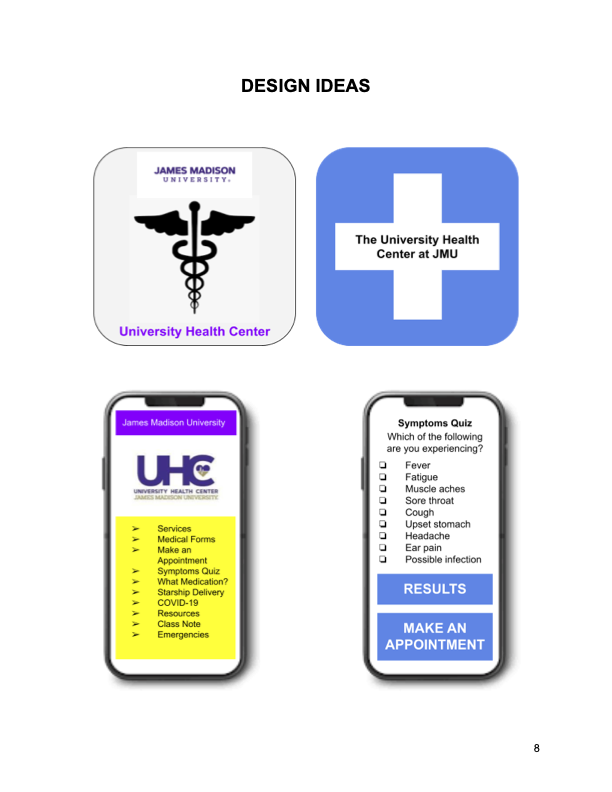 DESIGN IDEAS
JAMES MADISON
UNIVERSITY.
University Health Center
The University Health
Center at JMU
James Madison University
UHC
UNIVERSITY HEALTH CENTER
JAMES MADISON UNIVERSITY.
➢ Services
➢ Medical Forms
➢ Make an
Appointment
➢ Symptoms Quiz
➢ What Medication?
➢ Starship Delivery
➢ COVID-19
➢ Resources
➢ Class Note
➢ Emergencies
Symptoms Quiz
Which of the following
are you experiencing?
❏ Fever
❏ Fatigue
❏ Muscle aches
❏ Sore throat
❏ Cough
❏ Upset stomach
❏ Headache
❏ Ear pain
❏ Possible infection
RESULTS
MAKE AN
APPOINTMENT
8